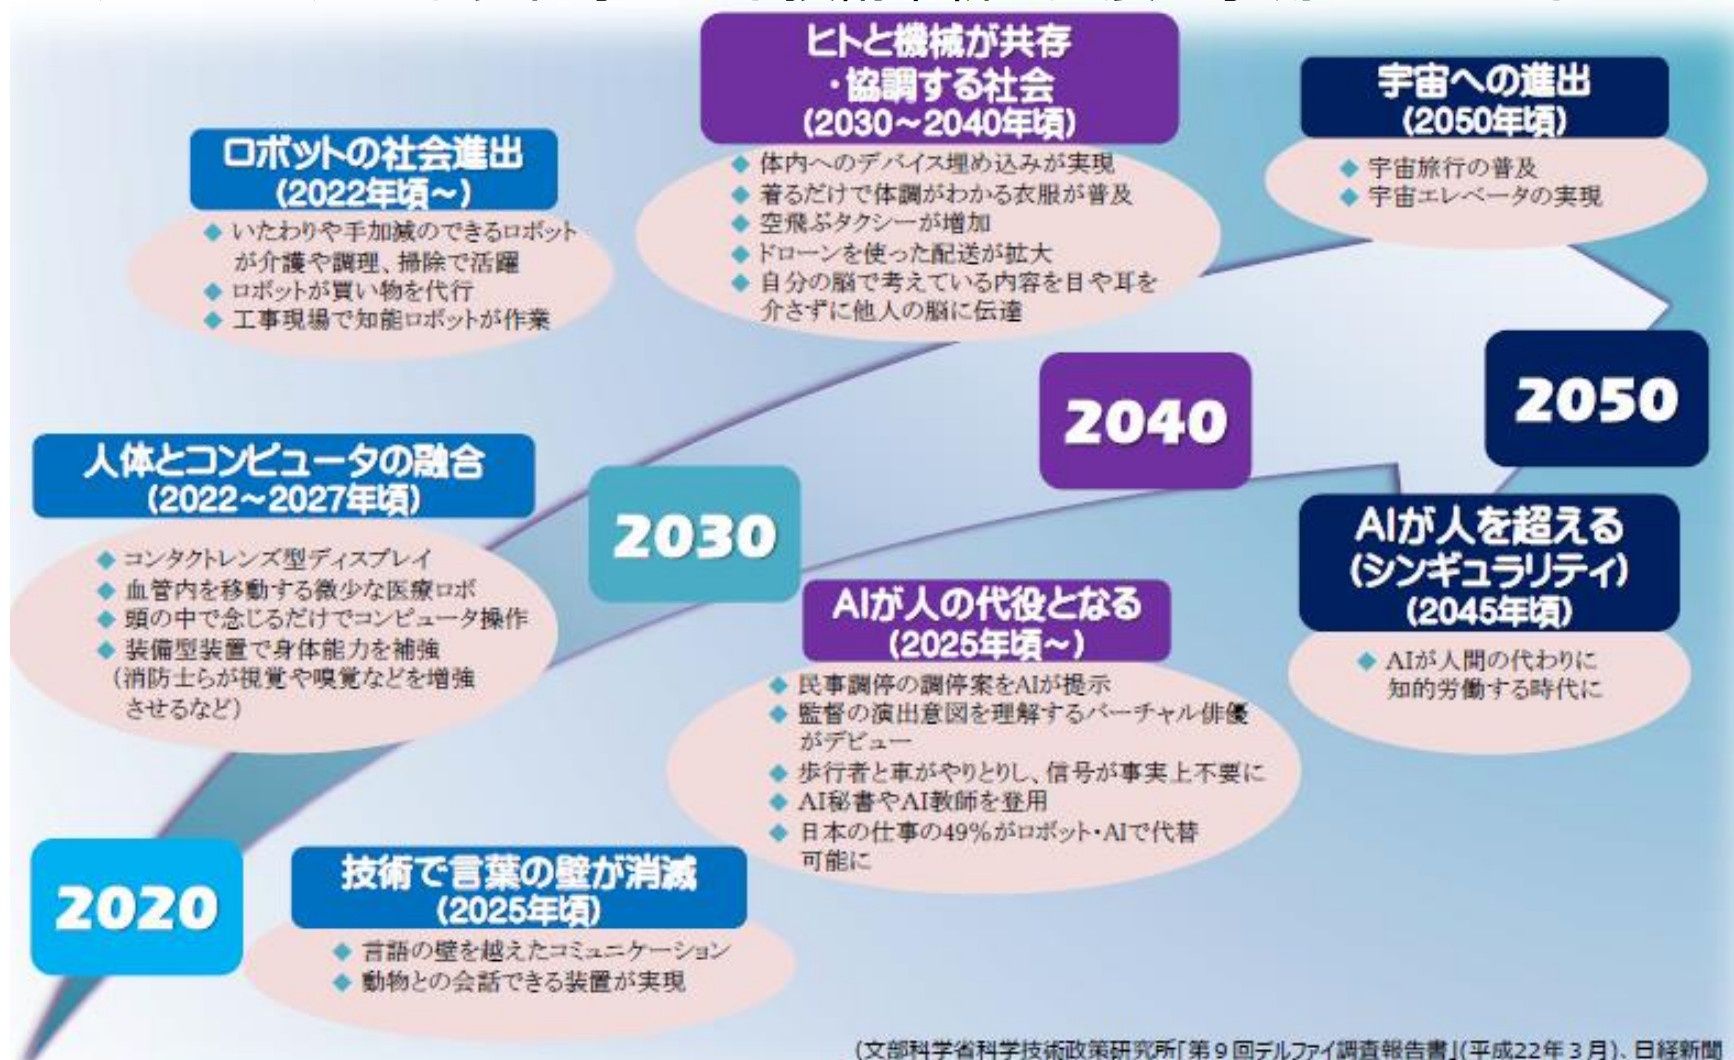 ヒトと機械が共存
・協調する社会
(2030～2040年頃)
◆ 体内へのデバイス埋め込みが実現
◆ 着るだけで体調がわかる衣服が普及
◆ 空飛ぶタクシーが増加
◆ ドローンを使った配送が拡大
◆ 自分の脳で考えている内容を目や耳を
介さずに他人の脳に伝達
宇宙への進出
(2050年頃)
◆ 宇宙旅行の普及
◆ 宇宙エレベータの実現
ロボットの社会進出
(2022年頃～)
◆ いたわりや手加減のできるロボット
が介護や調理、掃除で活躍
◆ ロボットが買い物を代行
◆ 工事現場で知能ロボットが作業
2050
2040
人体とコンピュータの融合
(2022～2027年頃)
◆ コンタクトレンズ型ディスプレイ
◆ 血管内を移動する微少な医療ロボ
◆ 頭の中で念じるだけでコンピュータ操作
◆ 装備型装置で身体能力を補強
(消防士らが視覚や嗅覚などを増強
させるなど)
2030
AIが人を超える
(シンギュラリティ)
(2045年頃)
◆ AIが人間の代わりに
知的労働する時代に
AIが人の代役となる
(2025年頃～)
◆ 民事調停の調停案をAIが提示
◆ 監督の演出意図を理解するバーチャル俳優
がデビュー
◆ 歩行者と車がやりとりし、信号が事実上不要に
◆ AI秘書やAI教師を登用
◆ 日本の仕事の49%がロボット・AIで代替
可能に
2020
技術で言葉の壁が消滅
(2025年頃)
◆ 言語の壁を越えたコミュニケーション
◆ 動物との会話できる装置が実現
(文部科学省科学技術政策研究所「第９回デルファイ調査報告書」(平成22年３月)、日経新聞